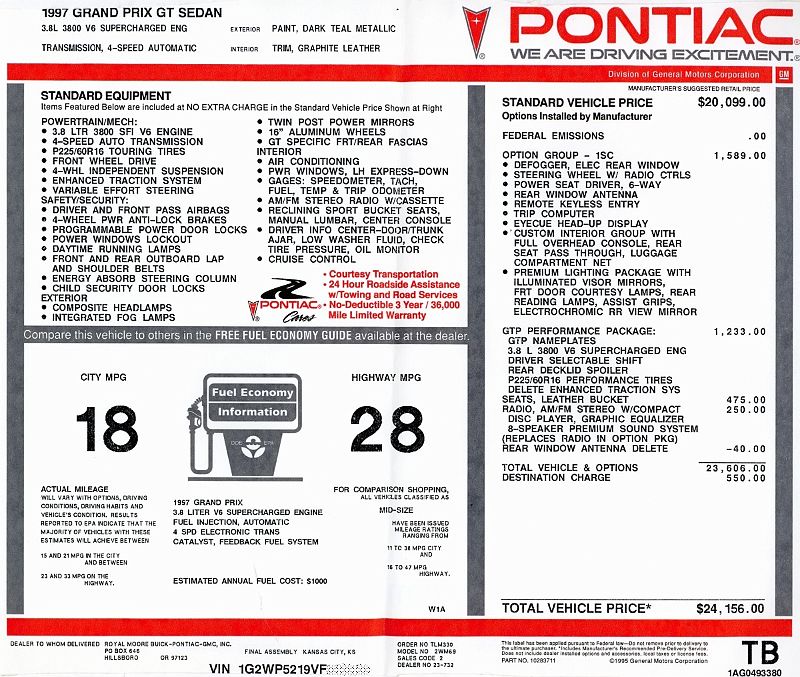 1997 GRAND PRIX GT SEDAN
3.8L 3800 V6 SUPERCHARGED ENG
TRANSMISSION, 4-SPEED AUTOMATIC
EXTERIOR PAINT, DARK TEAL METALLIC
INTERIOR TRIM, GRAPHITE LEATHER
PONTIAC.
WE ARE DRIVING EXCITEMENT.
Division of General Motors Corporation GM
STANDARD EQUIPMENT
Items Featured Below are included at NO EXTRA CHARGE in the Standard Vehicle Price Shown at Right
POWERTRAIN/MECH:
• 3.8 LTR 3800 SFI V6 ENGINE
• 4-SPEED AUTO TRANSMISSION
• P225/60R16 TOURING TIRES
• FRONT WHEEL DRIVE
• 4-WHL INDEPENDENT SUSPENSION
• ENHANCED TRACTION SYSTEM
• VARIABLE EFFORT STEERING
SAFETY/SECURITY:
• DRIVER AND FRONT PASS AIRBAGS
• 4-WHEEL PWR ANTI-LOCK BRAKES
• PROGRAMMABLE POWER DOOR LOCKS
• POWER WINDOWS LOCKOUT
• DAYTIME RUNNING LAMPS
• FRONT AND REAR OUTBOARD LAP
AND SHOULDER BELTS
• ENERGY ABSORB STEERING COLUMN
• CHILD SECURITY DOOR LOCKS
EXTERIOR
• COMPOSITE HEADLAMPS
• INTEGRATED FOG LAMPS
• TWIN POST POWER MIRRORS
• 16" ALUMINUM WHEELS
• GT SPECIFIC FRT/REAR FASCIAS
INTERIOR
• AIR CONDITIONING
• PWR WINDOWS, LH EXPRESS-DOWN
• GAGES: SPEEDOMETER, TACH,
FUEL, TEMP & TRIP ODOMETER
• AM/FM STEREO RADIO W/CASSETTE
• RECLINING SPORT BUCKET SEATS,
MANUAL LUMBAR, CENTER CONSOLE
• DRIVER INFO CENTER-DOOR/TRUNK
AJAR, LOW WASHER FLUID, CHECK
TIRE PRESSURE, OIL MONITOR
• CRUISE CONTROL
PONTIAC
Cares
• Courtesy Transportation
• 24 Hour Roadside Assistance
w/Towing and Road Services
• No-Deductible 3 Year / 36,000
Mile Limited Warranty
Compare this vehicle to others in the FREE FUEL ECONOMY GUIDE available at the dealer.
CITY MPG
18
Fuel Economy
Information
DOE EPA
HIGHWAY MPG
28
ACTUAL MILEAGE
WILL VARY WITH OPTIONS, DRIVING
CONDITIONS, DRIVING HABITS AND
VEHICLE'S CONDITION. RESULTS
REPORTED TO EPA INDICATE THAT THE
MAJORITY OF VEHICLES WITH THESE
ESTIMATES WILL ACHIEVE BETWEEN
15 AND 21 MPG IN THE CITY
AND BETWEEN
23 AND 33 MPG ON THE
HIGHWAY.
1997 GRAND PRIX
3.8 LITER V6 SUPERCHARGED ENGINE
FUEL INJECTION, AUTOMATIC
4 SPD ELECTRONIC TRANS
CATALYST, FEEDBACK FUEL SYSTEM
ESTIMATED ANNUAL FUEL COST: $1000
FOR COMPARISON SHOPPING,
ALL VEHICLES CLASSIFIED AS
MID-SIZE
HAVE BEEN ISSUED
MILEAGE RATINGS
RANGING FROM
11 TO 38 MPG CITY
AND
16 TO 47 MPG
HIGHWAY.
W1A
MANUFACTURER'S SUGGESTED RETAIL PRICE
STANDARD VEHICLE PRICE $20,099.00
Options Installed by Manufacturer
FEDERAL EMISSIONS .00
OPTION GROUP - 1SC 1,589.00
• DEFOGGER, ELEC REAR WINDOW
• STEERING WHEEL W/ RADIO CTRLS
• POWER SEAT DRIVER, 6-WAY
• REAR WINDOW ANTENNA
• REMOTE KEYLESS ENTRY
• TRIP COMPUTER
• EYECUE HEAD-UP DISPLAY
• CUSTOM INTERIOR GROUP WITH
FULL OVERHEAD CONSOLE, REAR
SEAT PASS THROUGH, LUGGAGE
COMPARTMENT NET
• PREMIUM LIGHTING PACKAGE WITH
ILLUMINATED VISOR MIRRORS,
FRT DOOR COURTESY LAMPS, REAR
READING LAMPS, ASSIST GRIPS,
ELECTROCHROMIC RR VIEW MIRROR
GTP PERFORMANCE PACKAGE: 1,233.00
GTP NAMEPLATES
3.8 L 3800 V6 SUPERCHARGED ENG
DRIVER SELECTABLE SHIFT
REAR DECKLID SPOILER
P225/60R16 PERFORMANCE TIRES
DELETE ENHANCED TRACTION SYS
SEATS, LEATHER BUCKET 475.00
RADIO, AM/FM STEREO W/COMPACT 250.00
DISC PLAYER, GRAPHIC EQUALIZER
8-SPEAKER PREMIUM SOUND SYSTEM
(REPLACES RADIO IN OPTION PKG)
REAR WINDOW ANTENNA DELETE -40.00
TOTAL VEHICLE & OPTIONS 23,606.00
DESTINATION CHARGE 550.00
TOTAL VEHICLE PRICE* $24,156.00
DEALER TO WHOM DELIVERED ROYAL MOORE BUICK-PONTIAC-GMC, INC.
PO BOX 646
HILLSBORO OR 97123
FINAL ASSEMBLY KANSAS CITY, KS
VIN 1G2WP5219VF
ORDER NO TLM330
MODEL NO 2WM69
SALES CODE 2
DEALER NO 23-732
This label has been applied pursuant to Federal law—Do not remove prior to delivery to
the ultimate purchaser. *Includes Manufacturer's Recommended Pre-Delivery Service.
Does not include dealer installed options and accessories, local taxes or license fees.
PART NO. 10283711 ©1995 General Motors Corporation
TB
1AG0493380